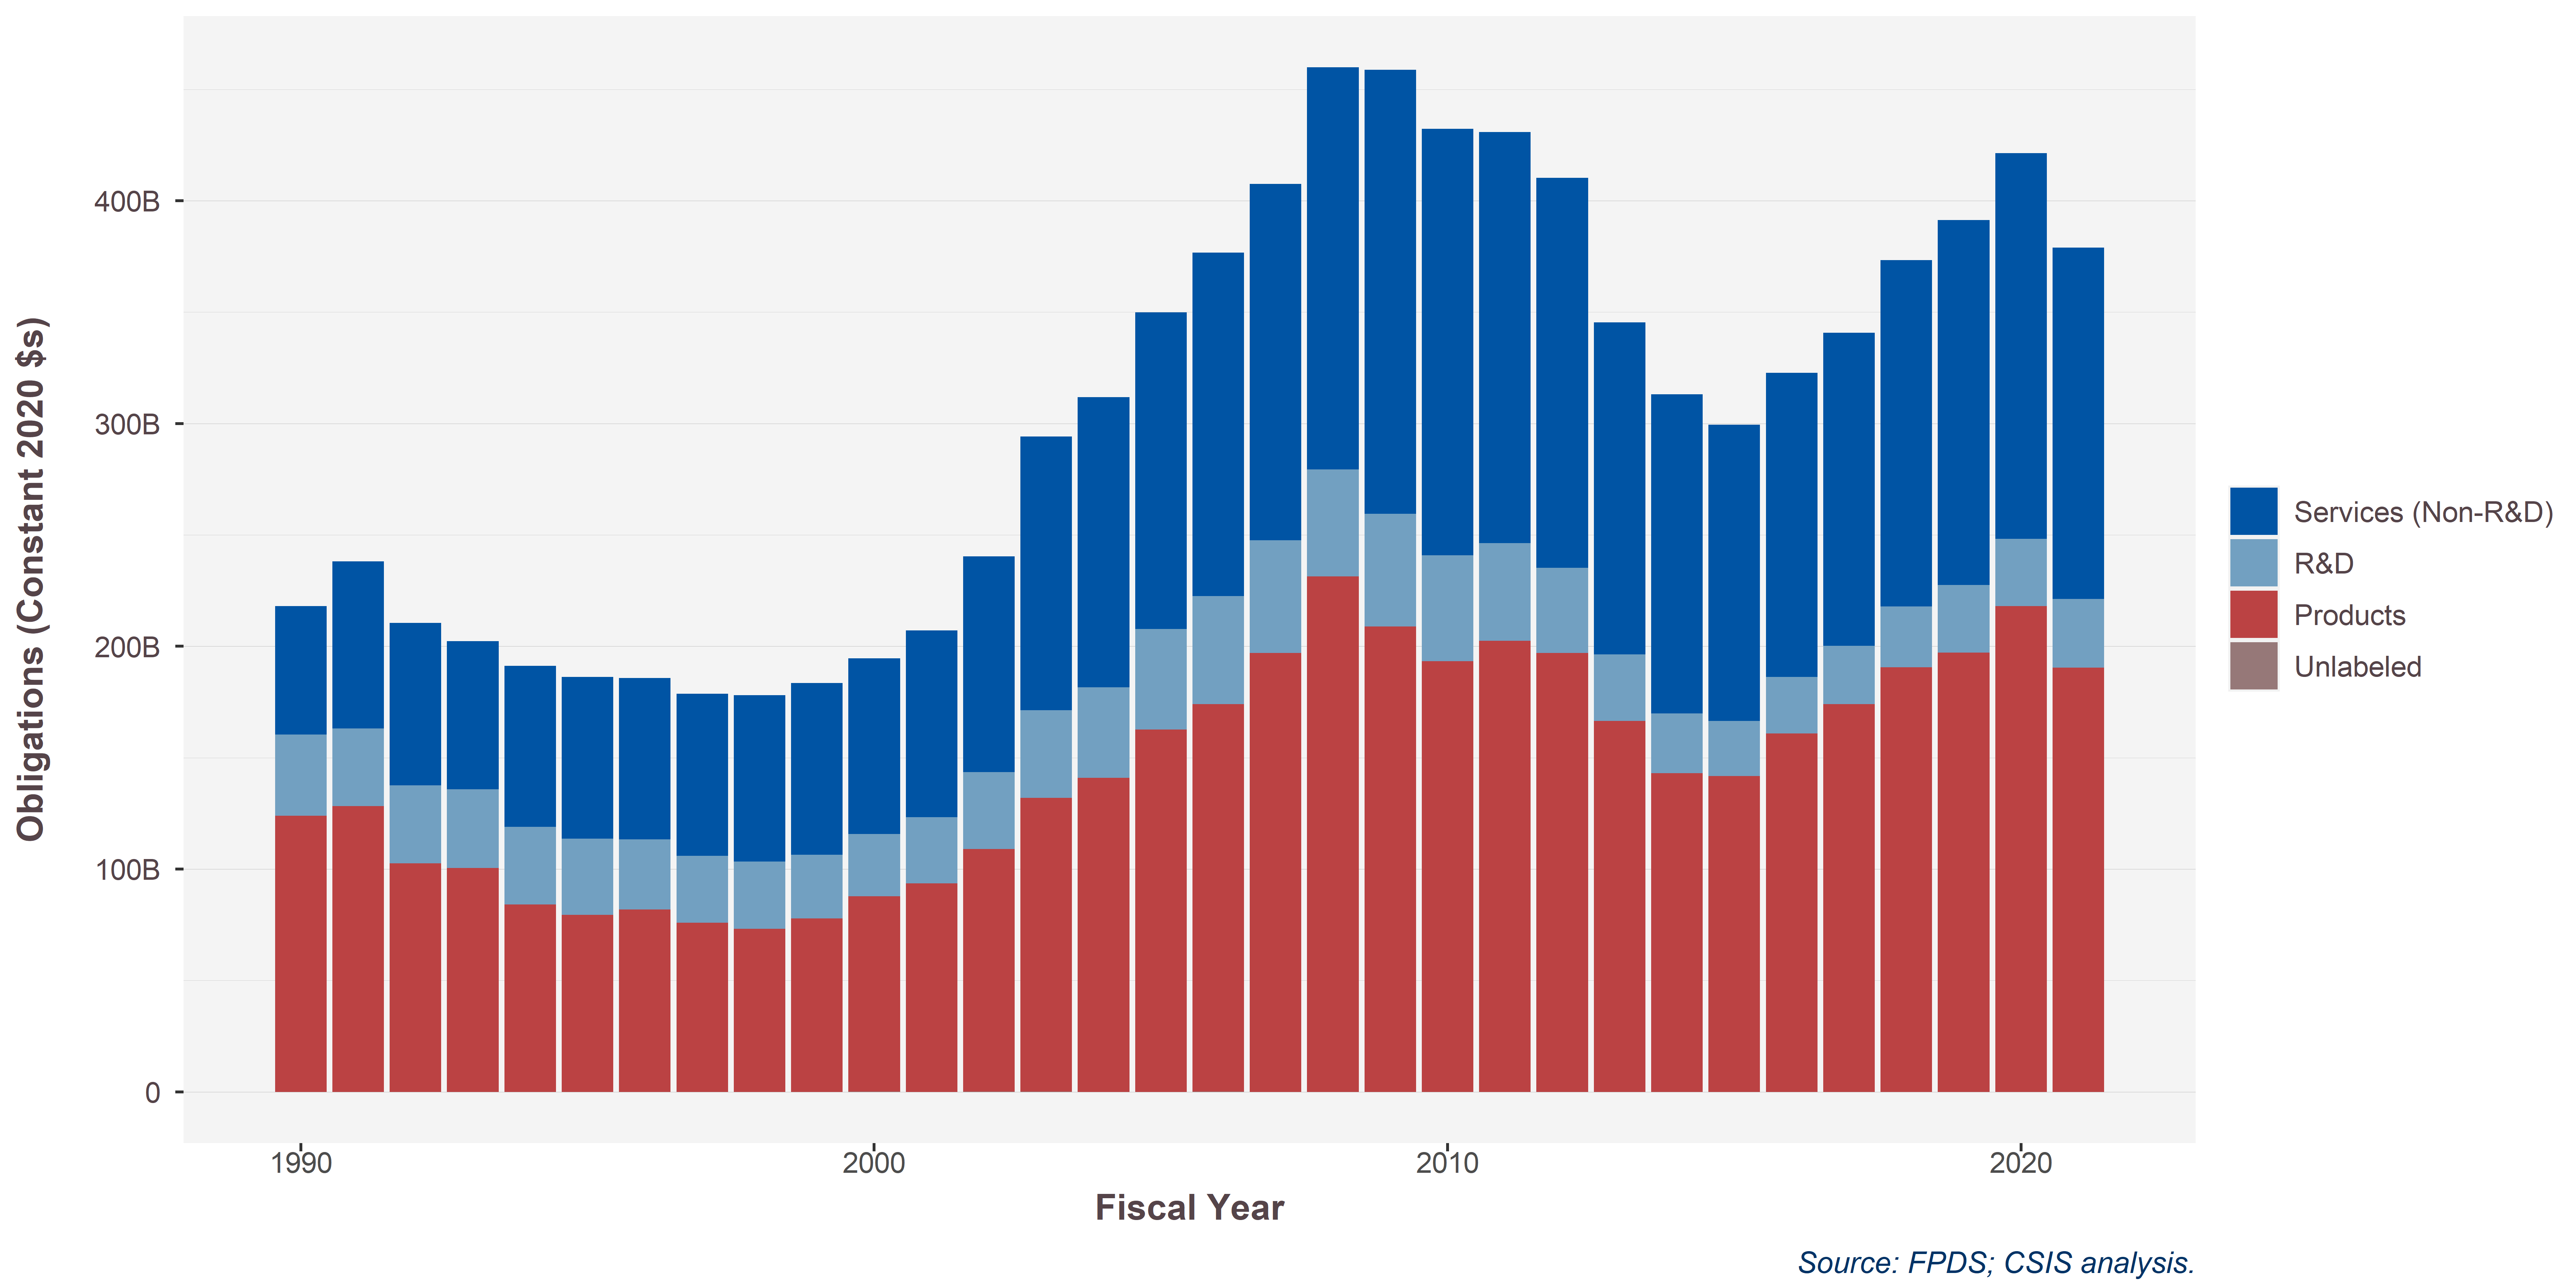 Obligations (Constant 2020 $s)
400B
300B
200B
100B
0
1990
2000
2010
2020
Fiscal Year
Services (Non-R&D)
R&D
Products
Unlabeled
Source: FPDS; CSIS analysis.